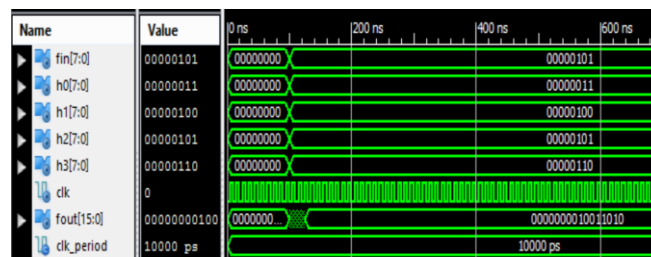 Name Value 0 ns 200 ns 400 ns 600 ns
fin[7:0] 00000101 00000000 00000101
h0[7:0] 00000011 00000000 00000011
h1[7:0] 00000100 00000000 00000100
h2[7:0] 00000101 00000000 00000101
h3[7:0] 00000110 00000000 00000110
clk 0
fout[15:0] 00000000100 0000000... 0000000010011010
clk_period 10000 ps 10000 ps